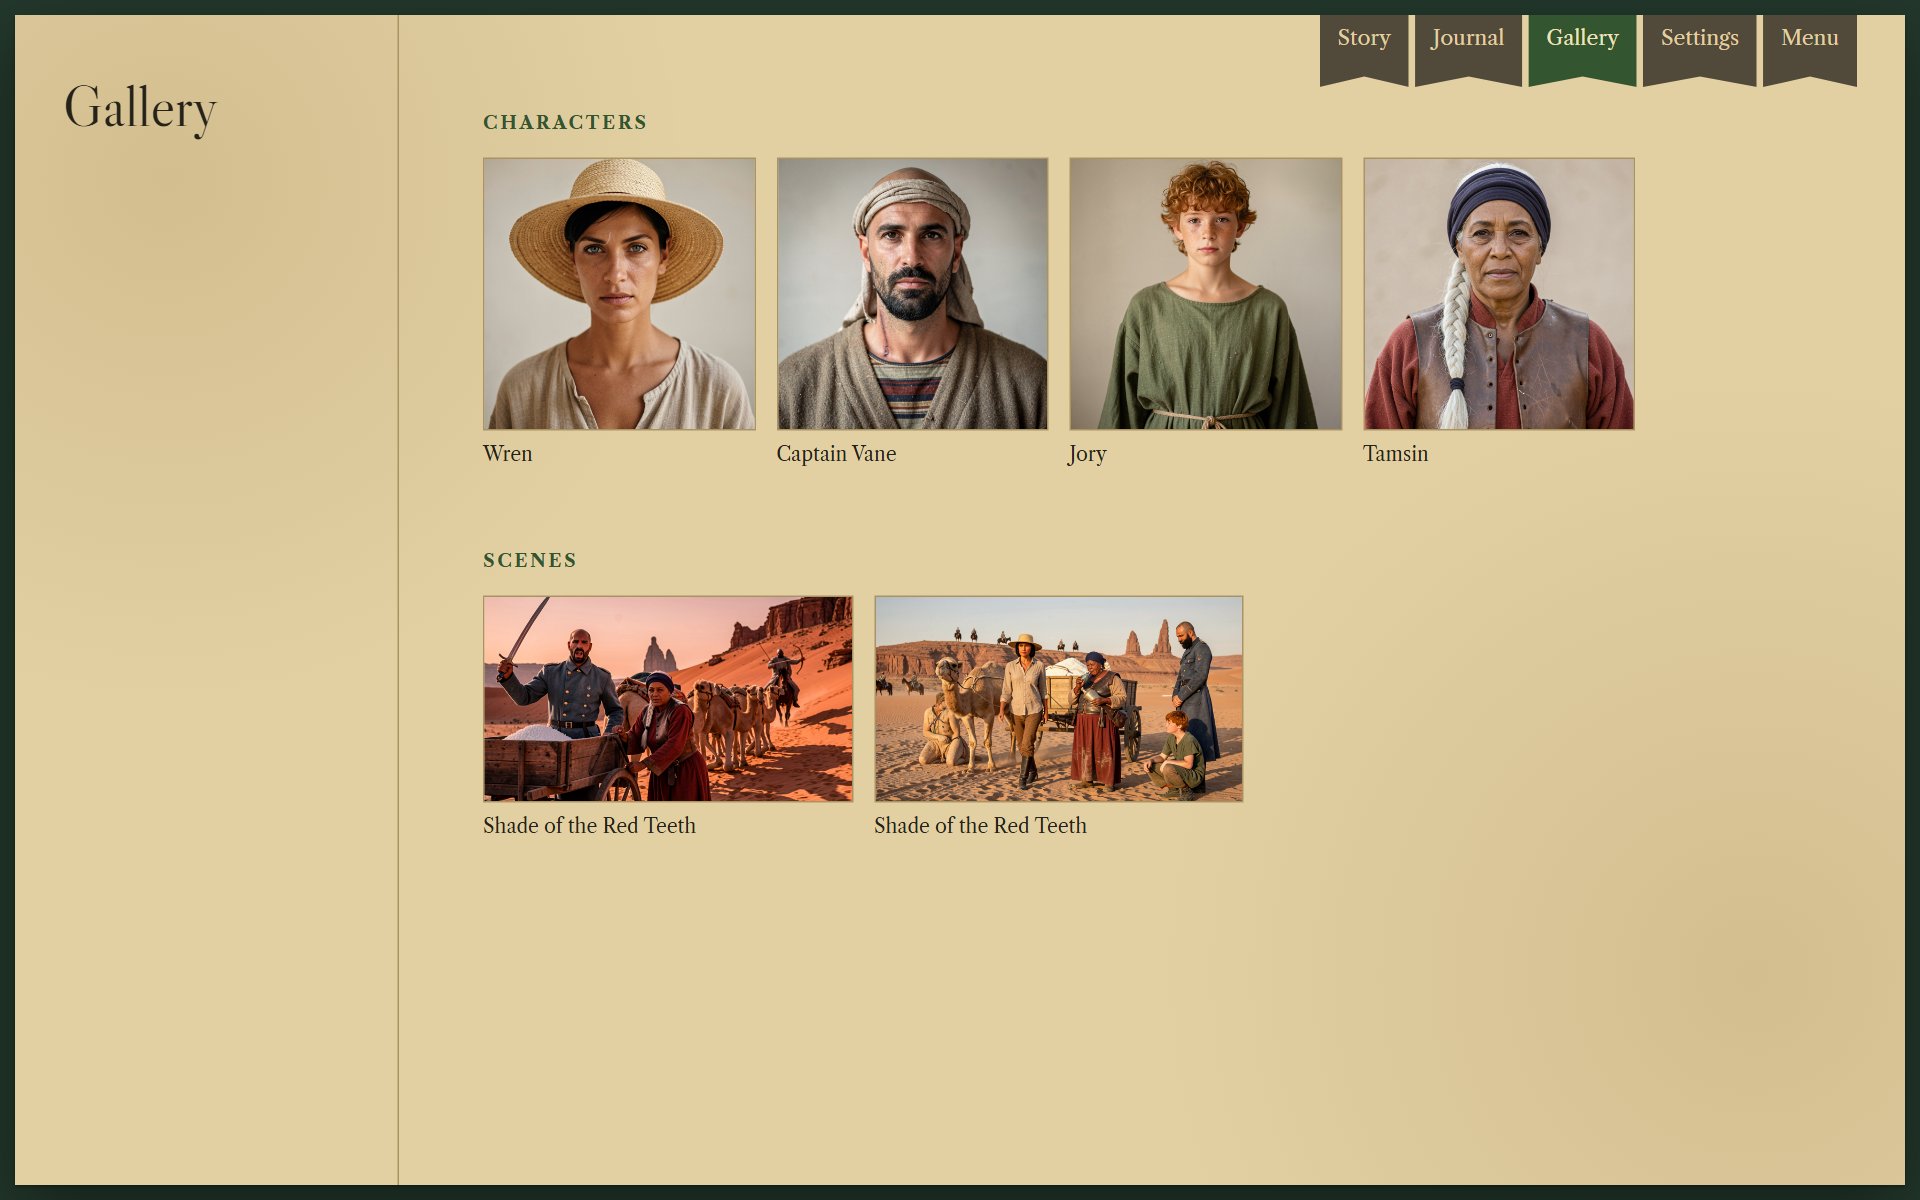 Story Journal Gallery Settings Menu
Gallery
CHARACTERS
Wren
Captain Vane
Jory
Tamsin
SCENES
Shade of the Red Teeth
Shade of the Red Teeth